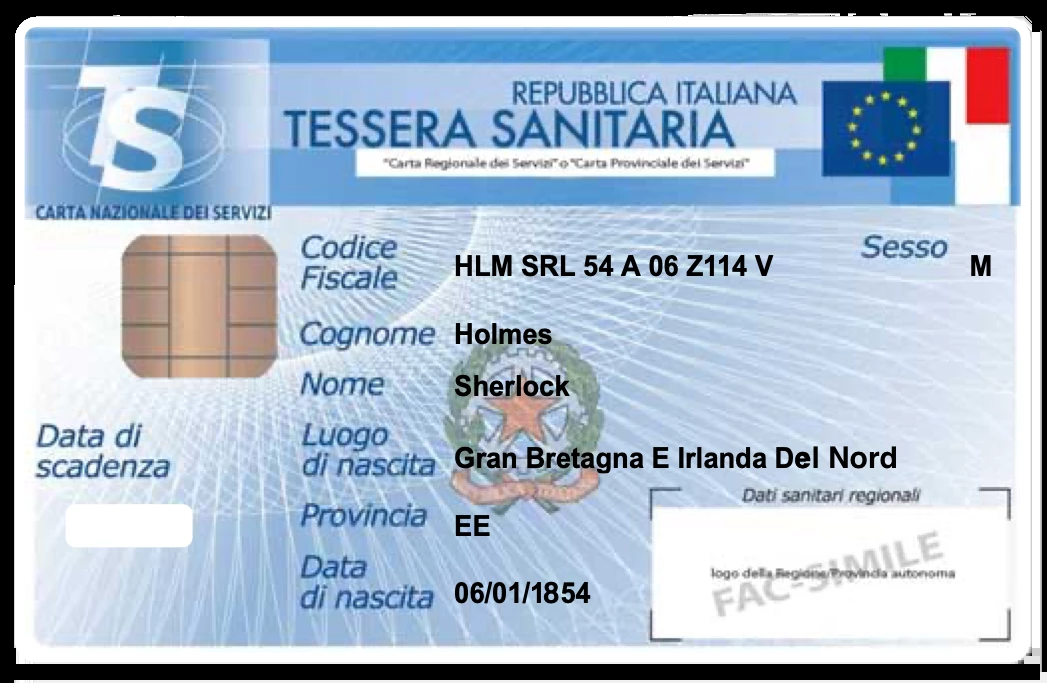 TS
REPUBBLICA ITALIANA
TESSERA SANITARIA
"Carta Regionale dei Servizi" o "Carta Provinciale dei Servizi"
CARTA NAZIONALE DEI SERVIZI
Codice Fiscale HLM SRL 54 A 06 Z114 V Sesso M
Cognome Holmes
Nome Sherlock
Data di scadenza
Luogo di nascita Gran Bretagna E Irlanda Del Nord
Provincia EE
Data di nascita 06/01/1854
Dati sanitari regionali
logo della Regione/Provincia autonoma
FAC-SIMILE